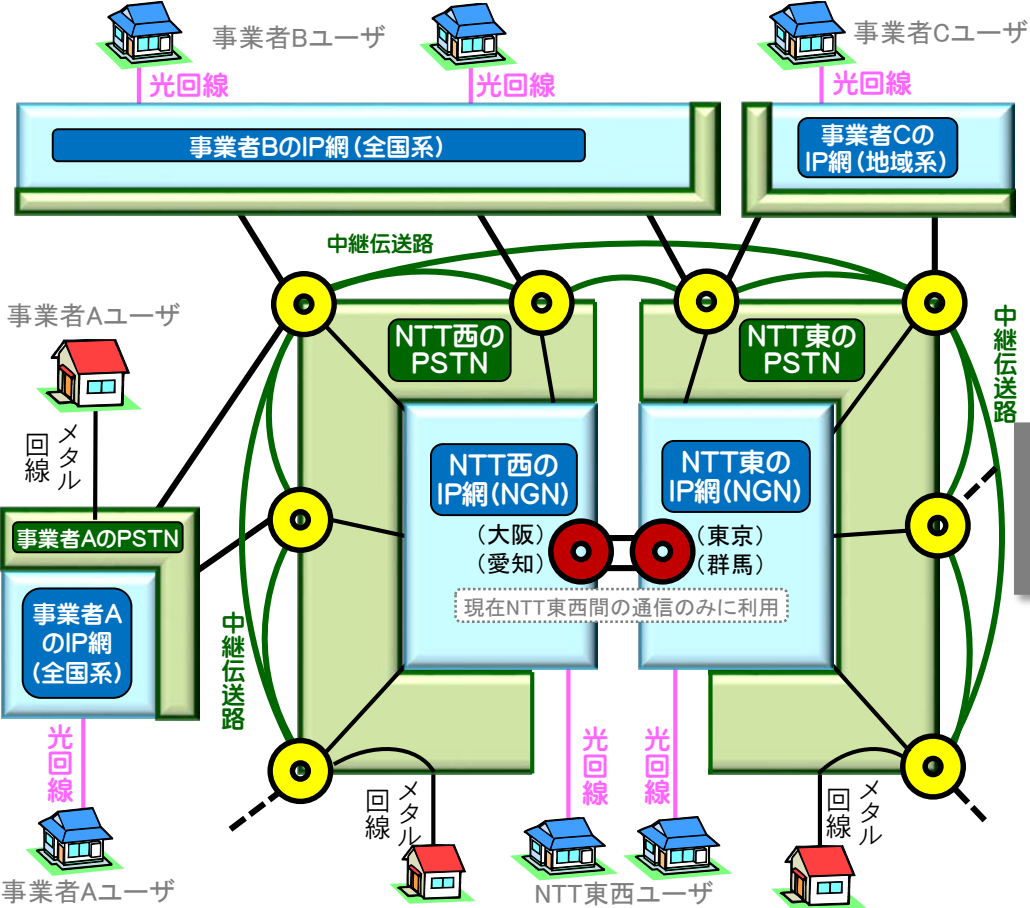 事業者Bユーザ
事業者Cユーザ
光回線
光回線
光回線
事業者BのIP網(全国系)
事業者Cの
IP網(地域系)
中継伝送路
事業者Aユーザ
NTT西の
PSTN
NTT東の
PSTN
中継伝送路
メタル
回線
NTT西の
IP網(NGN)
NTT東の
IP網(NGN)
事業者AのPSTN
(大阪)
(愛知)
(東京)
(群馬)
現在NTT東西間の通信のみに利用
事業者A
のIP網
(全国系)
中継伝送路
光回線
光回線
光回線
メタル
回線
メタル
回線
事業者Aユーザ
NTT東西ユーザ